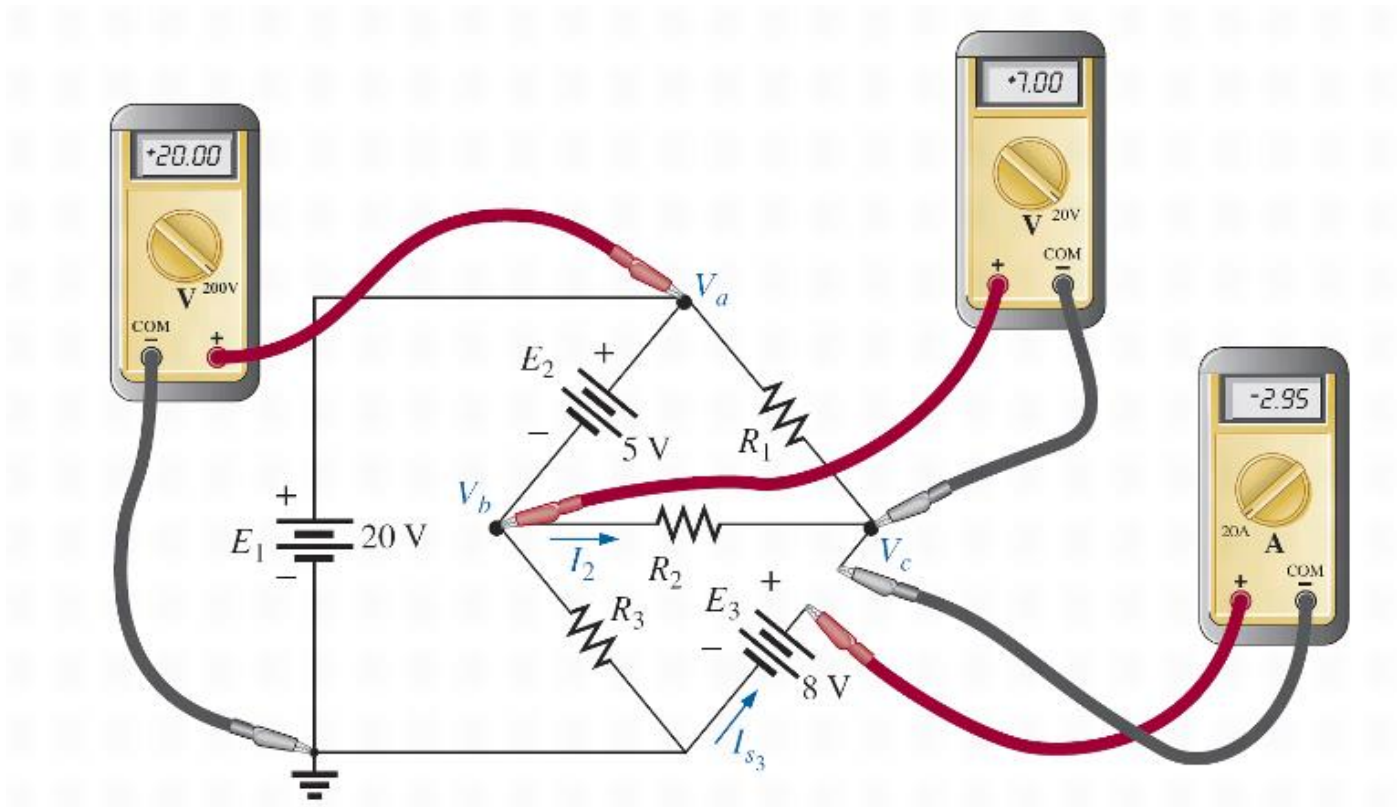 +7.00
V 20V
COM
+ −
+20.00
V 200V
COM
− +
Va
E2 + − 5 V
R1
-2.95
20A A
COM
+ −
Vb
Vc
I2
R2
E1 + − 20 V
R3
E3 + − 8 V
Is3